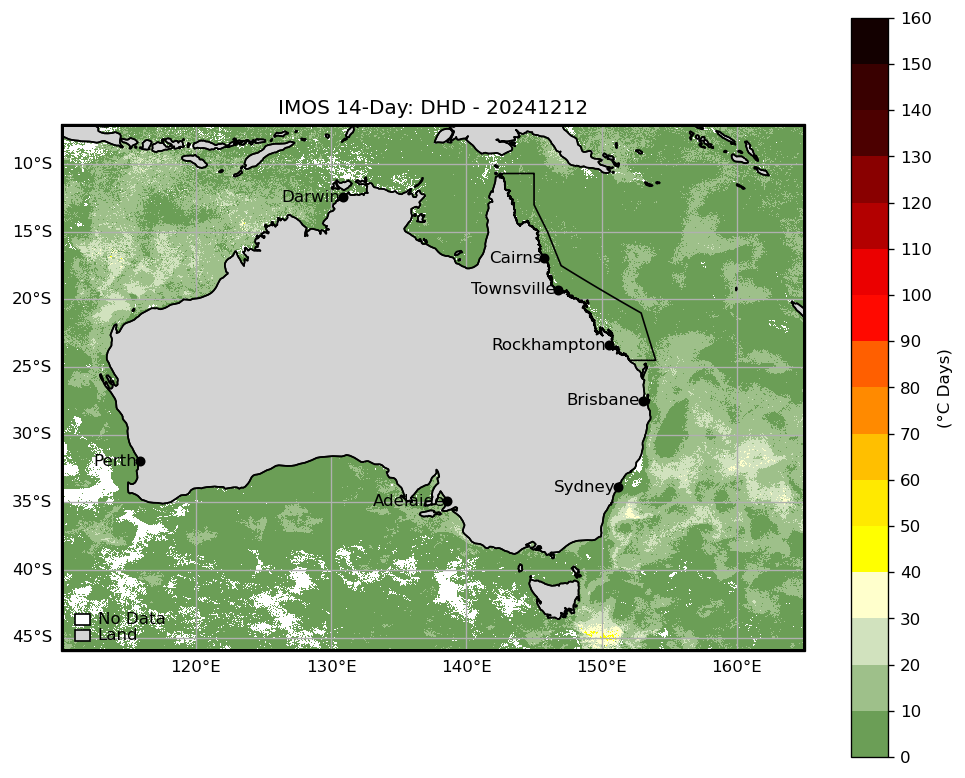 IMOS 14-Day: DHD - 20241212
10°S
15°S
20°S
25°S
30°S
35°S
40°S
45°S
120°E
130°E
140°E
150°E
160°E
Darwin
Cairns
Townsville
Rockhampton
Brisbane
Perth
Sydney
Adelaide
No Data
Land
160
150
140
130
120
110
100
90
80
70
60
50
40
30
20
10
0
(°C Days)